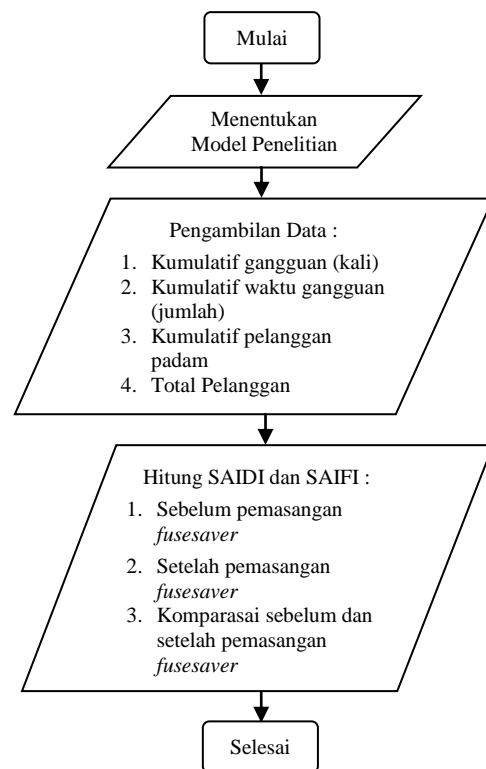 Mulai
Menentukan
Model Penelitian
Pengambilan Data :
1. Kumulatif gangguan (kali)
2. Kumulatif waktu gangguan
(jumlah)
3. Kumulatif pelanggan
padam
4. Total Pelanggan
Hitung SAIDI dan SAIFI :
1. Sebelum pemasangan
fusesaver
2. Setelah pemasangan
fusesaver
3. Komparasai sebelum dan
setelah pemasangan
fusesaver
Selesai